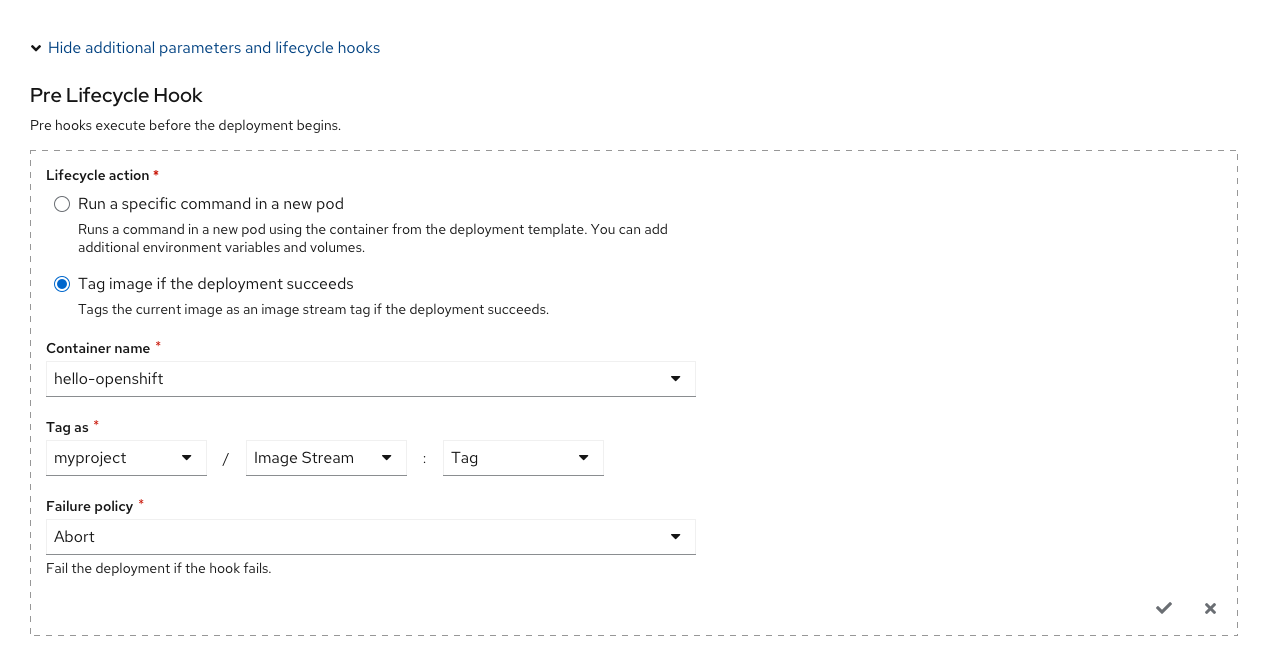 Hide additional parameters and lifecycle hooks
Pre Lifecycle Hook
Pre hooks execute before the deployment begins.
Lifecycle action *
Run a specific command in a new pod
Runs a command in a new pod using the container from the deployment template. You can add
additional environment variables and volumes.
Tag image if the deployment succeeds
Tags the current image as an image stream tag if the deployment succeeds.
Container name *
hello-openshift
Tag as *
myproject / Image Stream : Tag
Failure policy *
Abort
Fail the deployment if the hook fails.